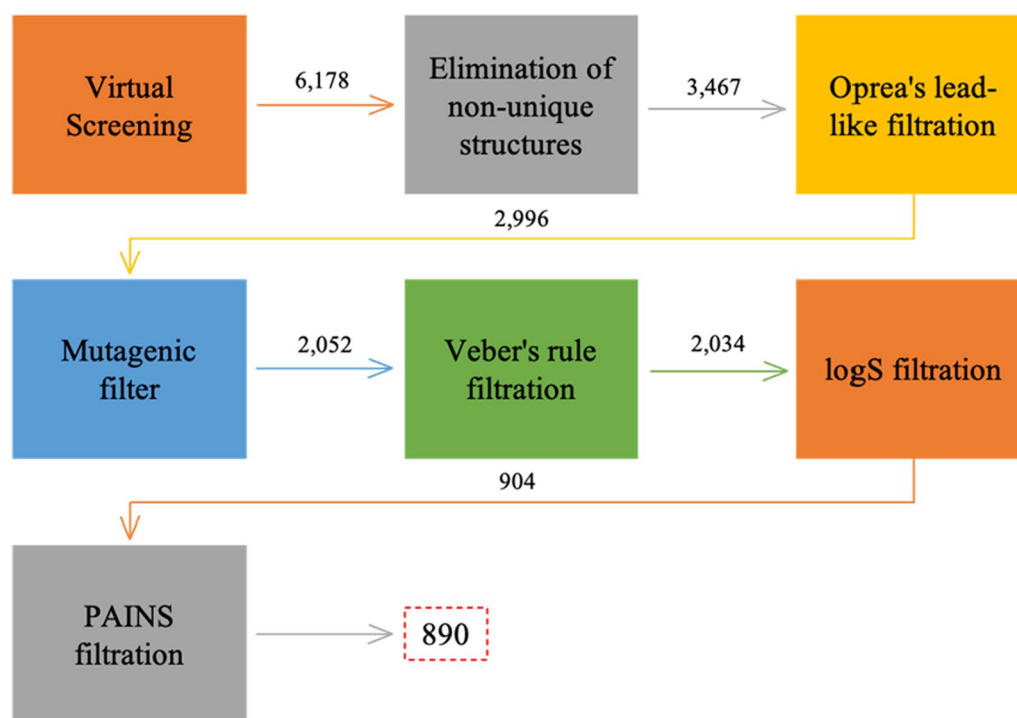 Virtual
Screening
6,178
Elimination of
non-unique
structures
3,467
Oprea's lead-
like filtration
2,996
Mutagenic
filter
2,052
Veber's rule
filtration
2,034
logS filtration
904
PAINS
filtration
890